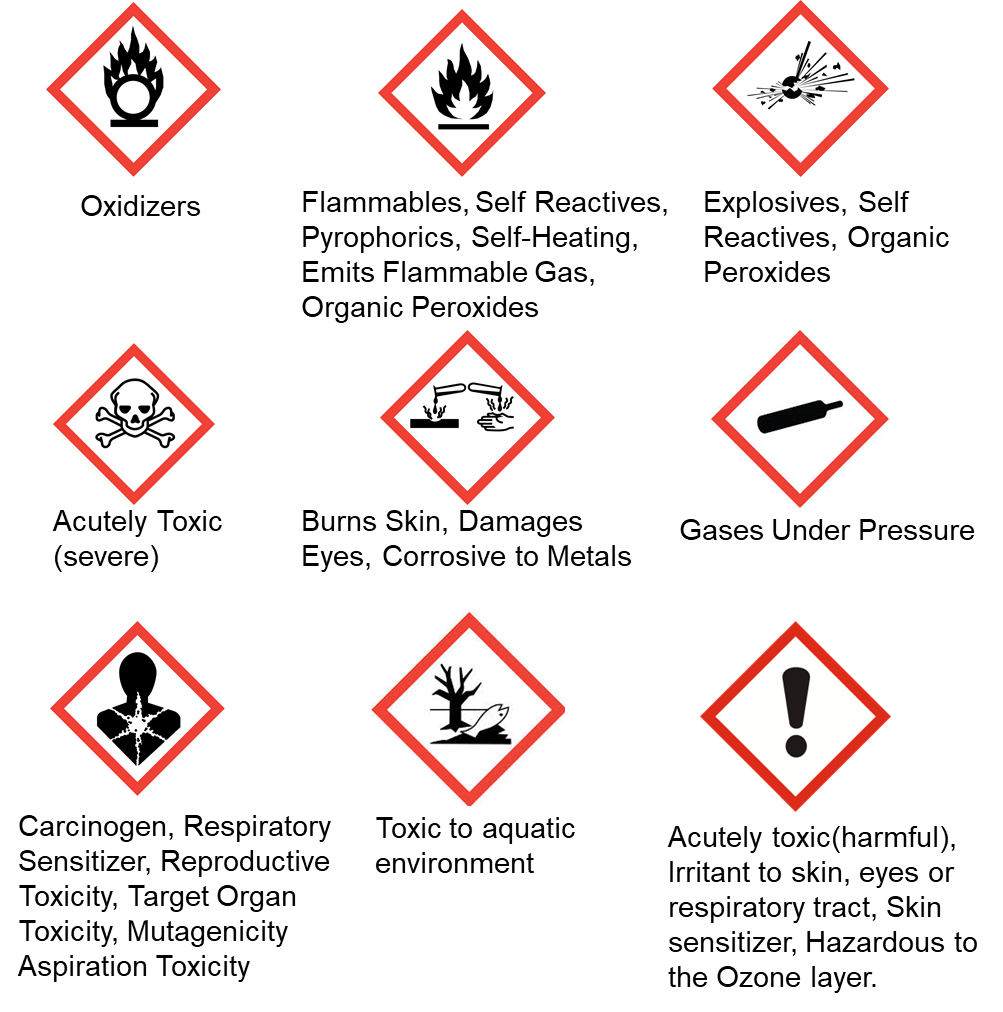 Oxidizers
Flammables, Self Reactives,
Pyrophorics, Self-Heating,
Emits Flammable Gas,
Organic Peroxides
Explosives, Self
Reactives, Organic
Peroxides
Acutely Toxic
(severe)
Burns Skin, Damages
Eyes, Corrosive to Metals
Gases Under Pressure
Carcinogen, Respiratory
Sensitizer, Reproductive
Toxicity, Target Organ
Toxicity, Mutagenicity
Aspiration Toxicity
Toxic to aquatic
environment
Acutely toxic(harmful),
Irritant to skin, eyes or
respiratory tract, Skin
sensitizer, Hazardous to
the Ozone layer.